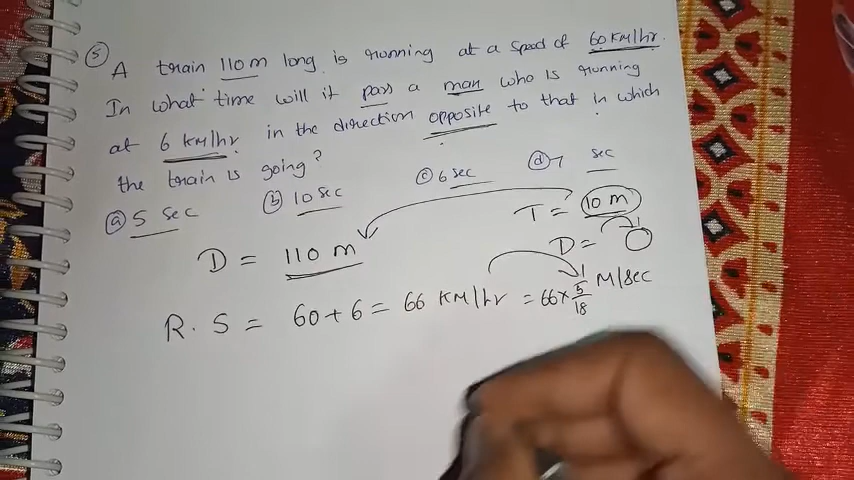 5 A train 110 m long is running at a speed of 60 KM/hr.
In what time will it pass a man who is running
at 6 KM/hr in the direction opposite to that in which
the train is going?
a 5 sec b 10 sec c 6 sec d 7 sec
T = 10 m
D = 0
D = 110 m
R. S = 60 + 6 = 66 KM/hr = 66 × 5/18 M/sec